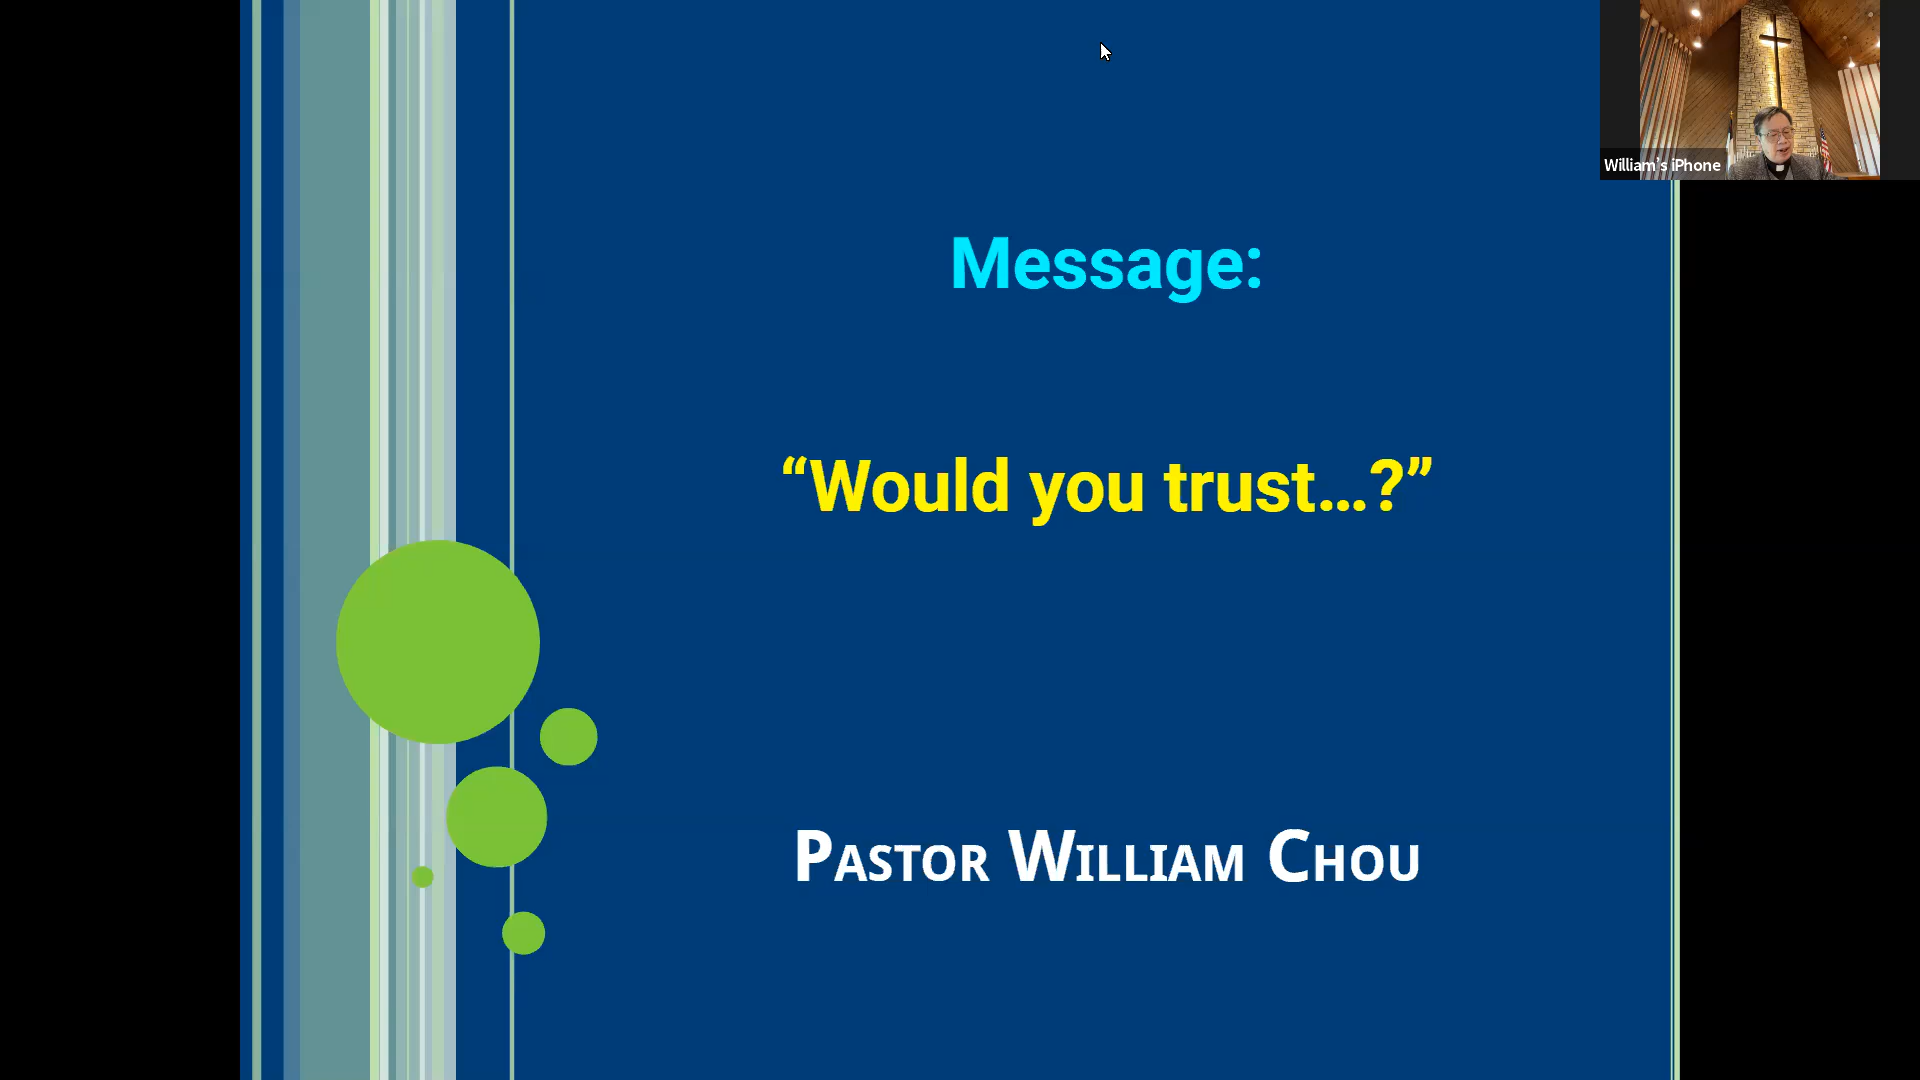 William's iPhone
Message:
“Would you trust...?”
Pastor William Chou